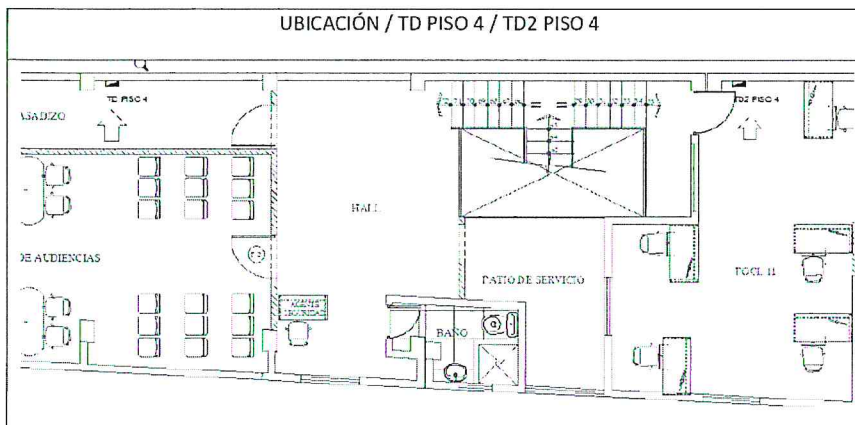 UBICACIÓN / TD PISO 4 / TD2 PISO 4
TD PISO 4
TD2 PISO 4
ASADIZO
HALL
DE AUDIENCIAS
PATIO DE SERVICIO
BAÑO